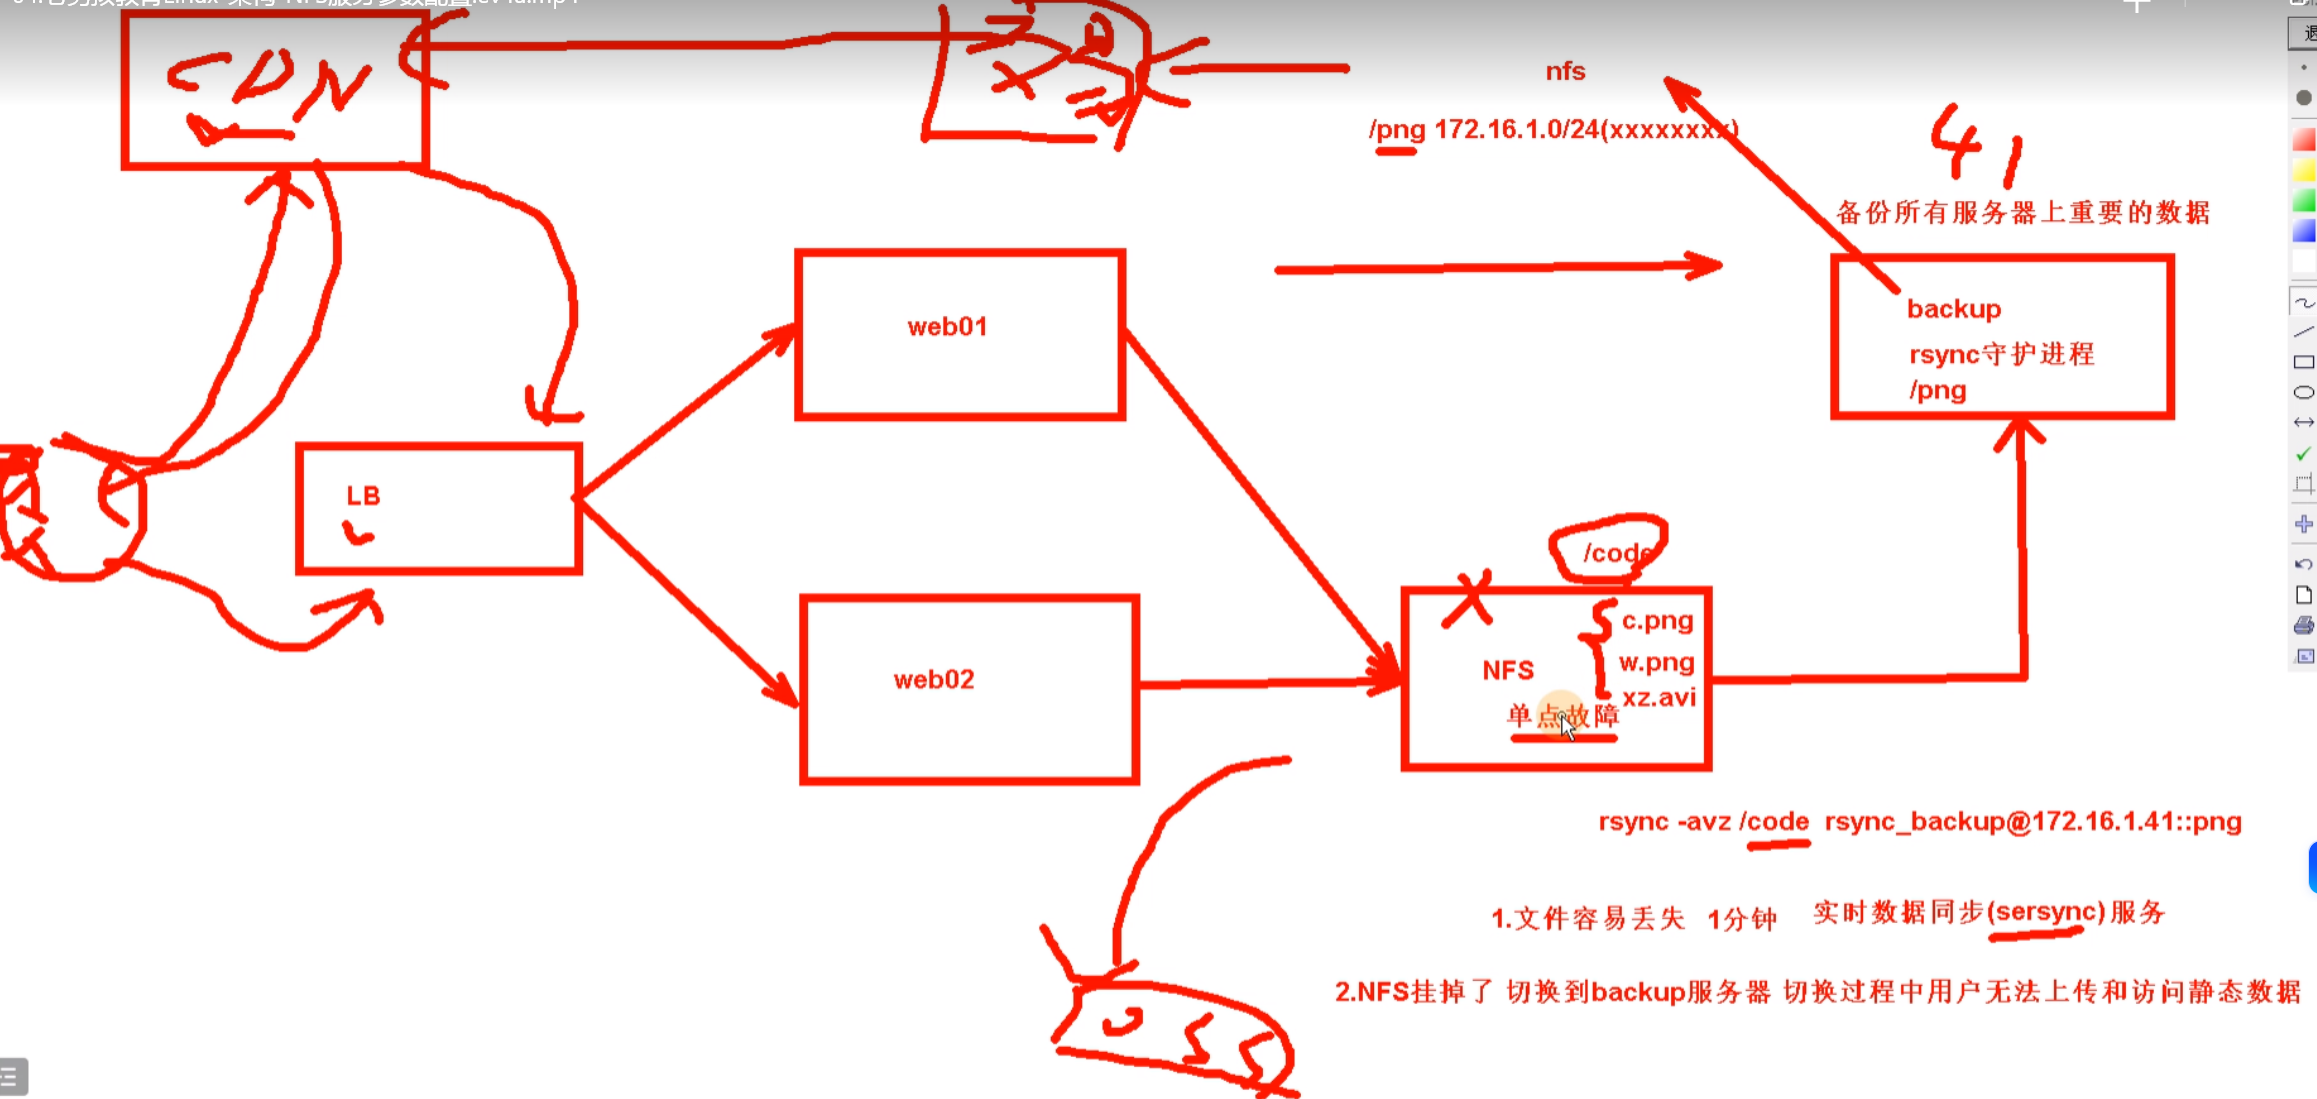 CDN
nfs
/png 172.16.1.0/24(xxxxxxxx)
41
备份所有服务器上重要的数据
web01
backup
rsync守护进程
/png
LB
/code
c.png
web02
NFS
w.png
xz.avi
单点故障
rsync -avz /code rsync_backup@172.16.1.41::png
1.文件容易丢失 1分钟 实时数据同步(sersync)服务
2.NFS挂掉了 切换到backup服务器 切换过程中用户无法上传和访问静态数据
OSS